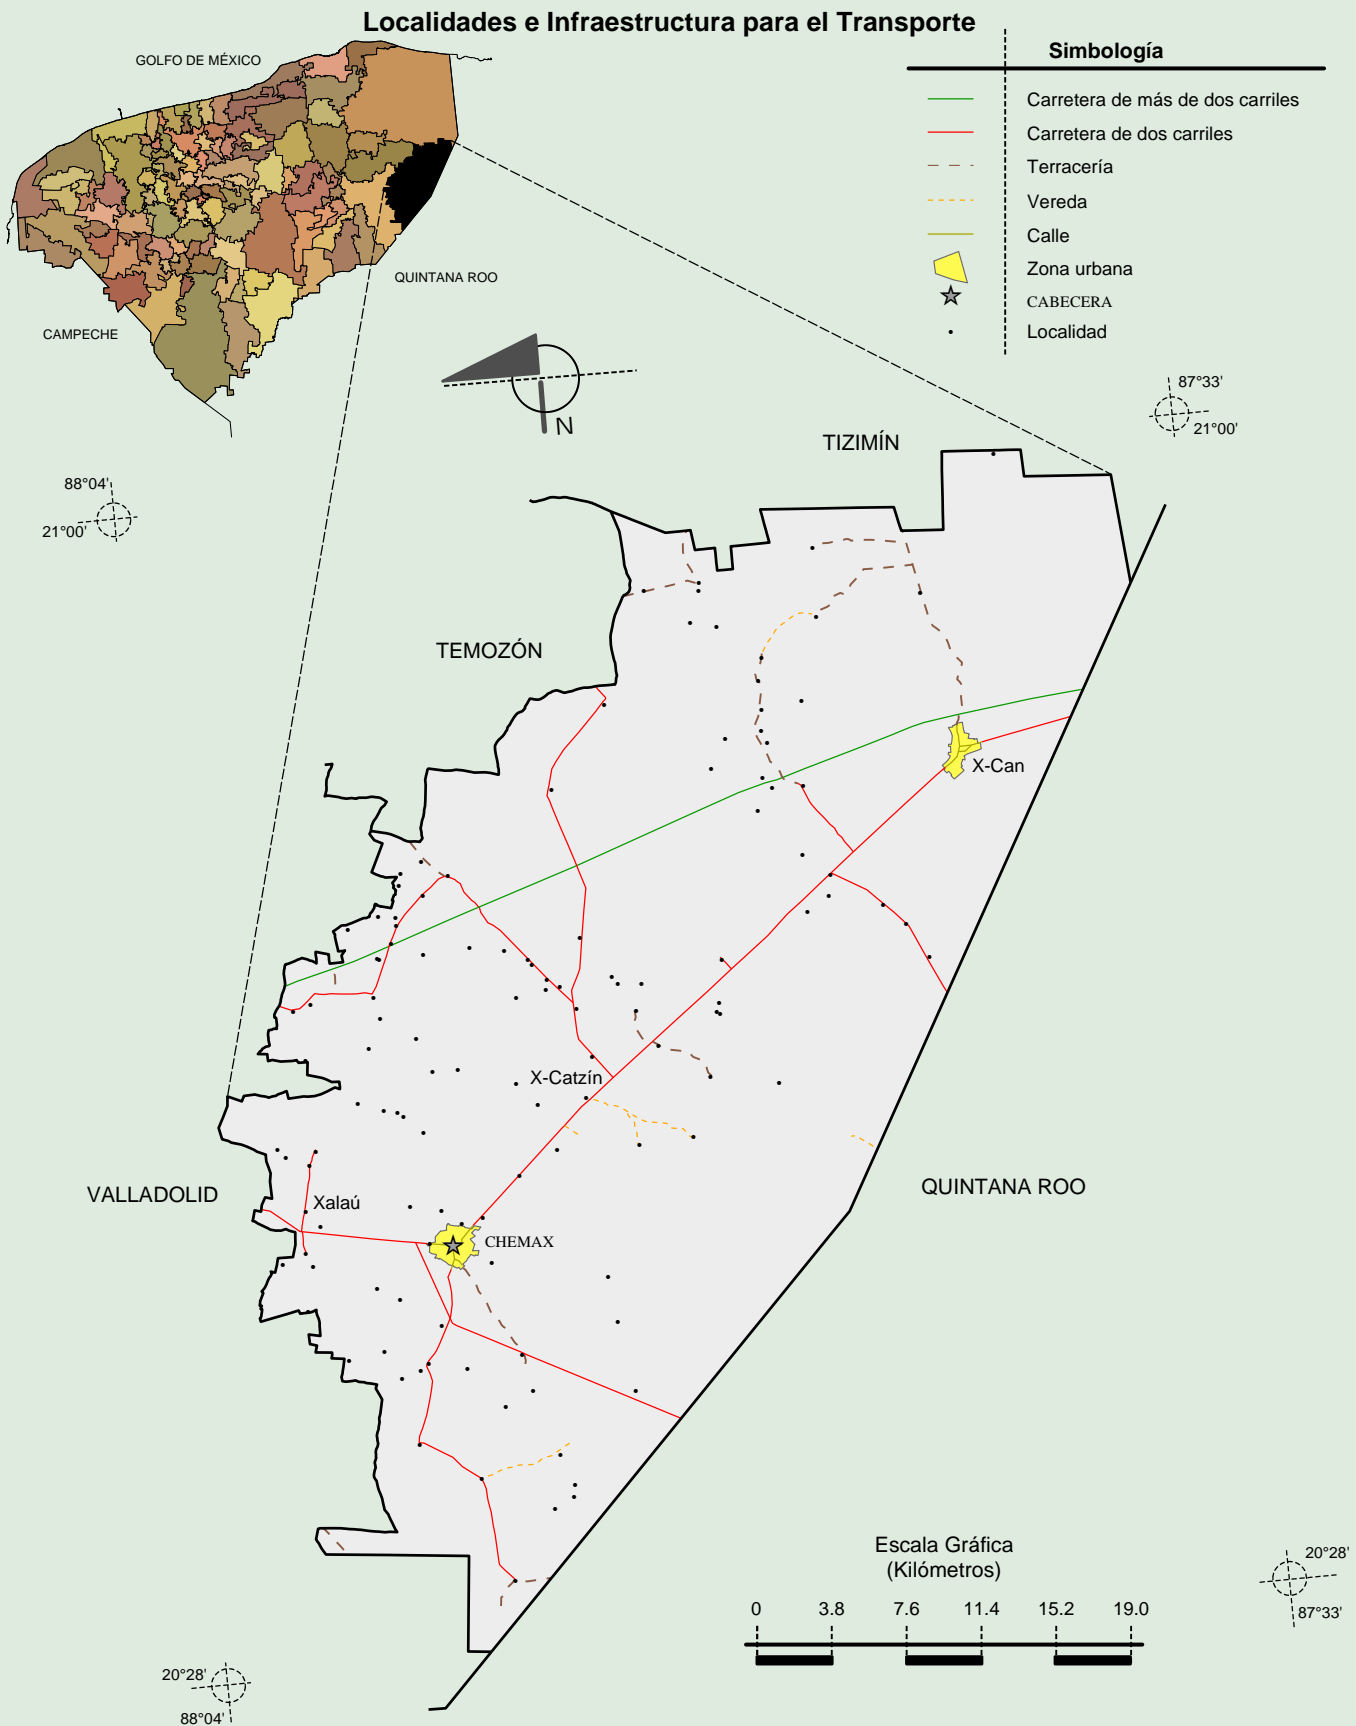 Localidades e Infraestructura para el Transporte
GOLFO DE MÉXICO
QUINTANA ROO
CAMPECHE
Simbología
Carretera de más de dos carriles
Carretera de dos carriles
Terracería
Vereda
Calle
Zona urbana
CABECERA
Localidad
N
87°33'
21°00'
88°04'
21°00'
TIZIMÍN
TEMOZÓN
X-Can
X-Catzín
VALLADOLID
Xalaú
QUINTANA ROO
CHEMAX
Escala Gráfica
(Kilómetros)
0 3.8 7.6 11.4 15.2 19.0
20°28'
87°33'
20°28'
88°04'